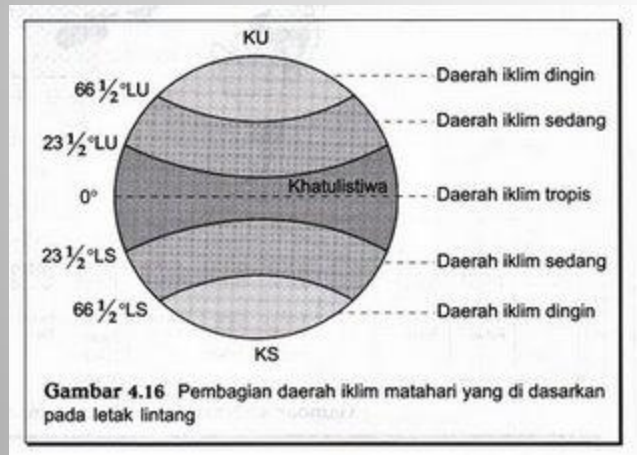 KU
66 ½°LU
Daerah iklim dingin
Daerah iklim sedang
23 ½°LU
Khatulistiwa
0°
Daerah iklim tropis
23 ½°LS
Daerah iklim sedang
66 ½°LS
Daerah iklim dingin
KS
Gambar 4.16 Pembagian daerah iklim matahari yang di dasarkan
pada letak lintang